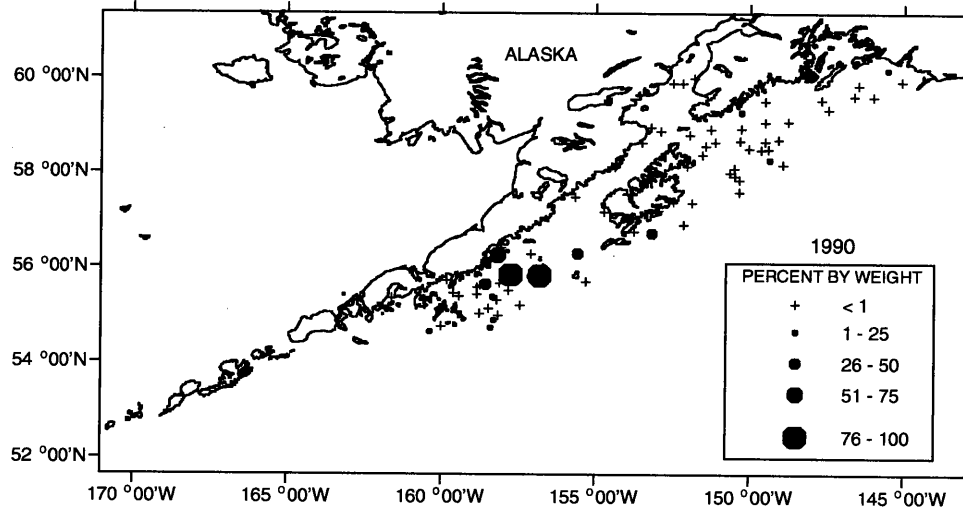 ALASKA
60 °00'N
58 °00'N
56 °00'N
54 °00'N
52 °00'N
1990
PERCENT BY WEIGHT
+ < 1
1 - 25
26 - 50
51 - 75
76 - 100
170 °00'W
165 °00'W
160 °00'W
155 °00'W
150 °00'W
145 °00'W